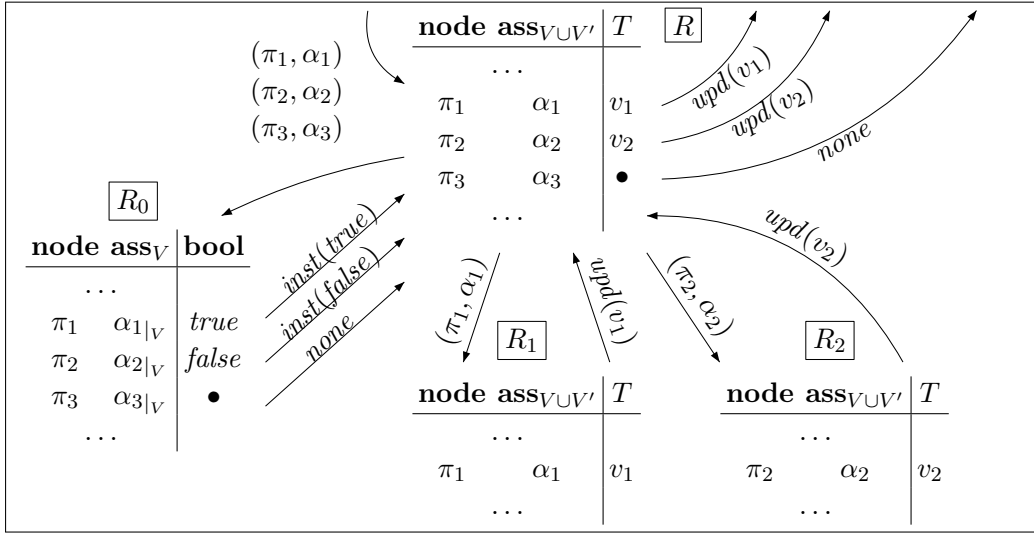 node ass_{V∪V′} T R
...
(π₁, α₁)
(π₂, α₂)
(π₃, α₃)
π₁ α₁ v₁
π₂ α₂ v₂
π₃ α₃ •
...
upd(v₁)
upd(v₂)
none
R₀
node ass_V bool
...
π₁ α₁|_V true
π₂ α₂|_V false
π₃ α₃|_V •
...
inst(true)
inst(false)
none
(π₁, α₁)
upd(v₁)
(π₂, α₂)
upd(v₂)
R₁
node ass_{V∪V′} T
...
π₁ α₁ v₁
...
R₂
node ass_{V∪V′} T
...
π₂ α₂ v₂
...